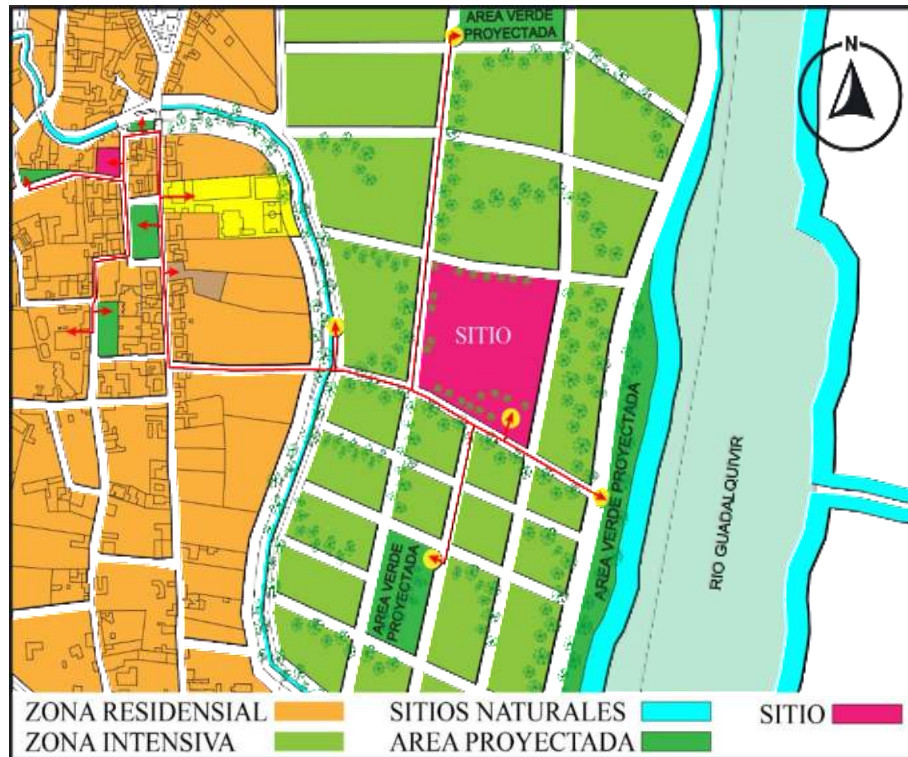 AREA VERDE
PROYECTADA
N
SITIO
AREA VERDE PROYECTADA
RIO GUADALQUIVIR
AREA VERDE
PROYECTADA
ZONA RESIDENSIAL
SITIOS NATURALES
SITIO
ZONA INTENSIVA
AREA PROYECTADA